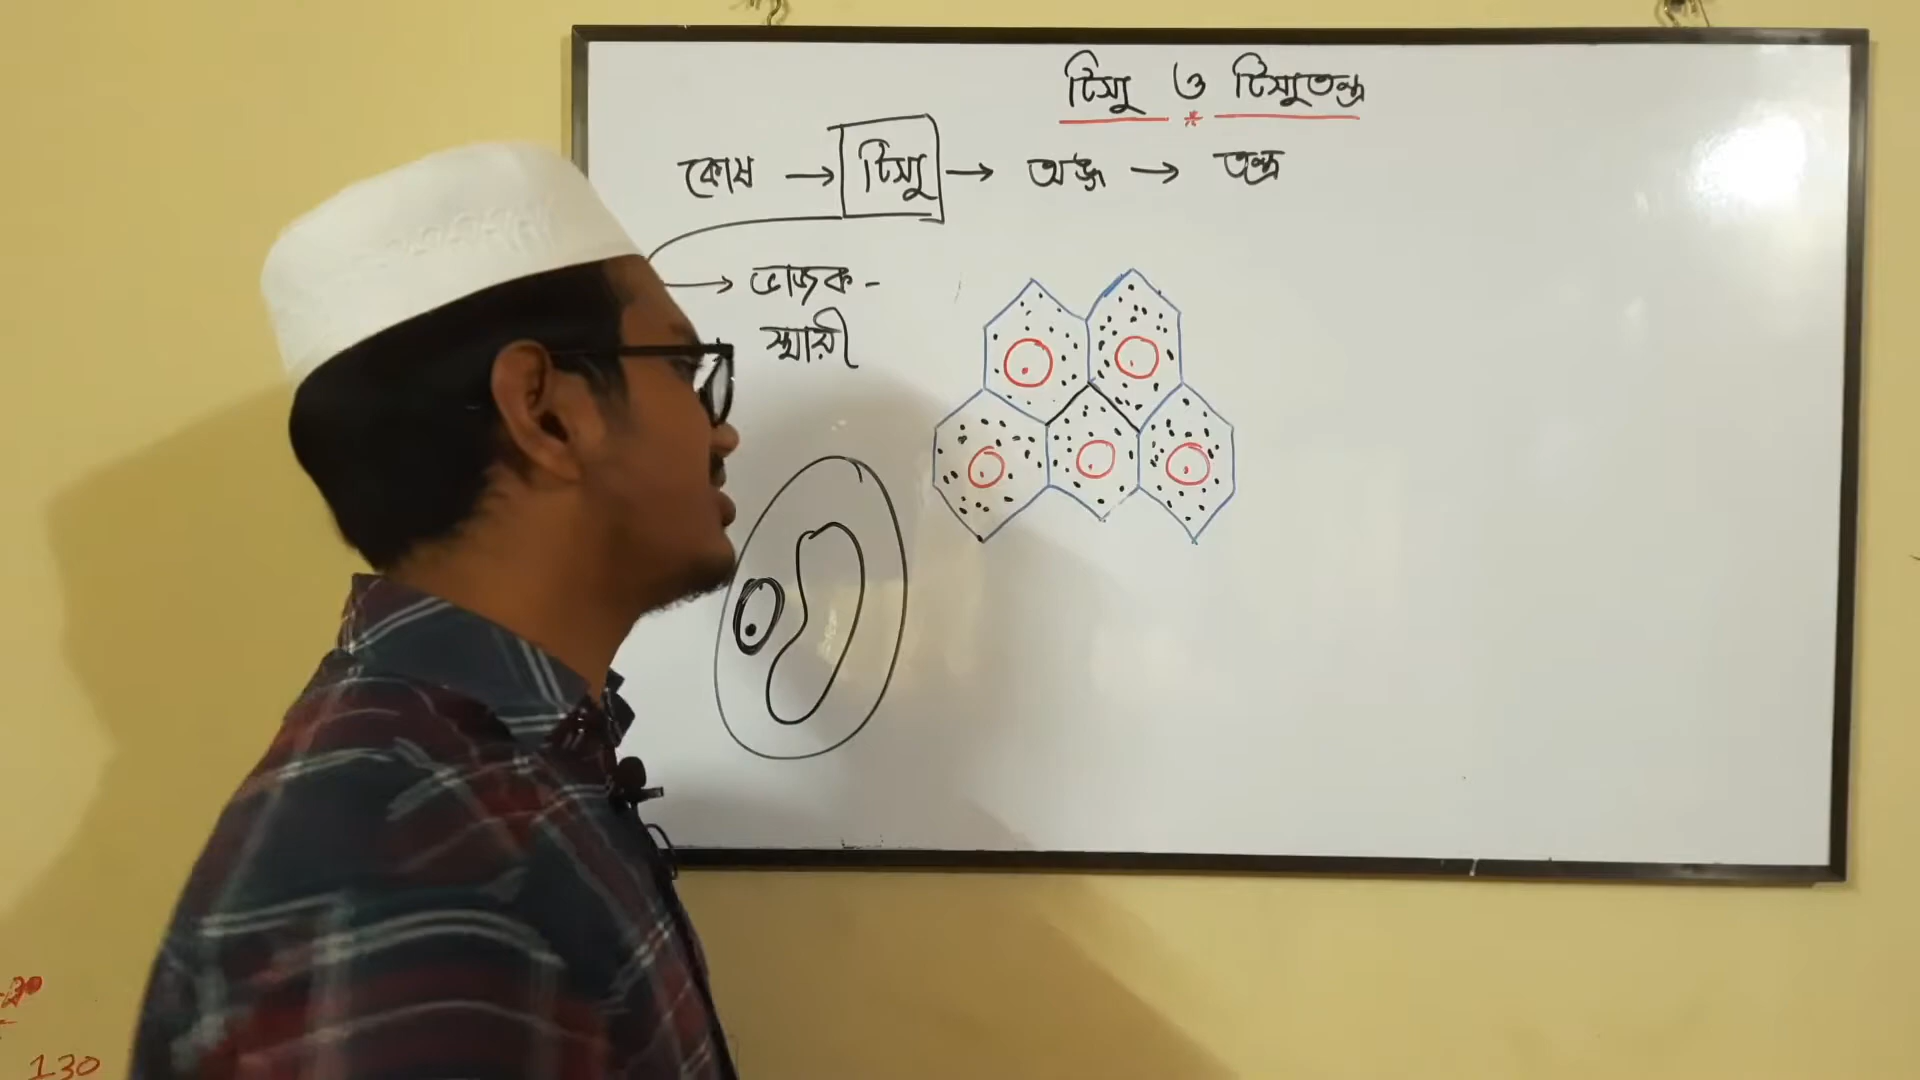 টিস্যু ও টিস্যুতন্ত্র
*
কোষ → টিস্যু → অঙ্গ → তন্ত্র
→ ভাজক -
স্থায়ী
130